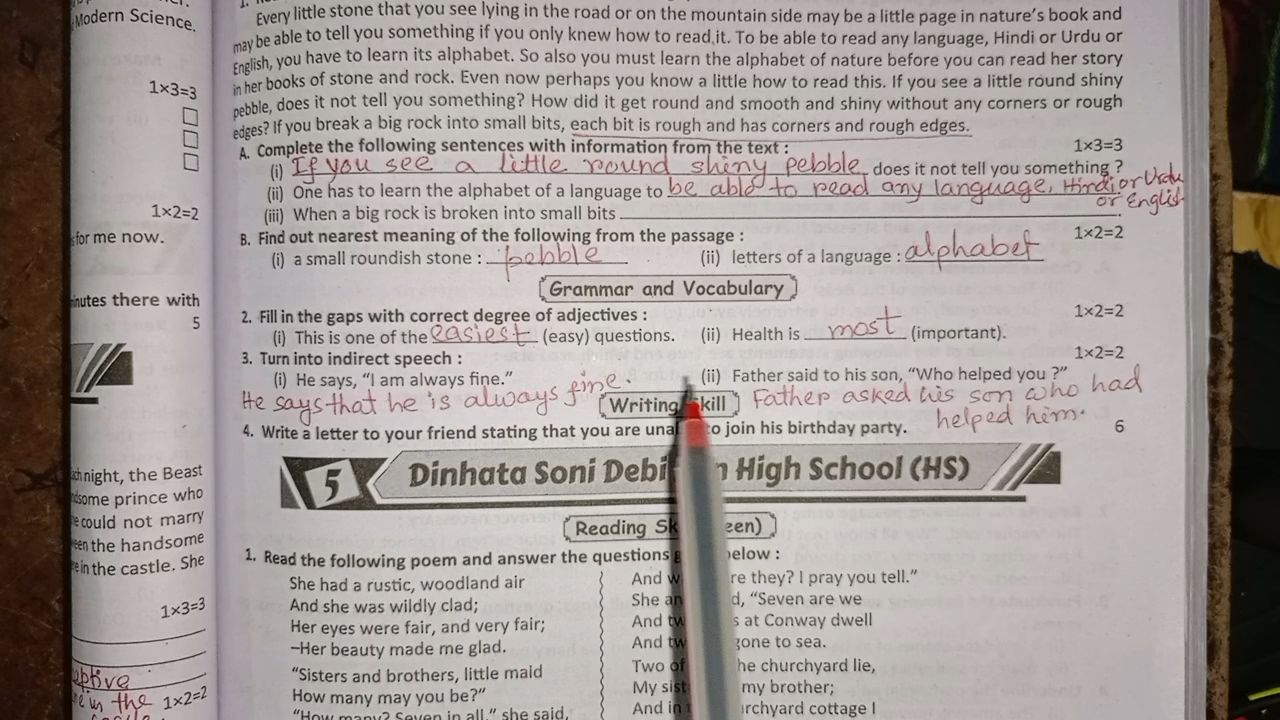 Modern Science.
1×3=3
1×2=2
s for me now.
minutes there with
5
night, the Beast
dsome prince who
could not marry
the handsome
in the castle. She
1×3=3
in the 1×2=2
Every little stone that you see lying in the road or on the mountain side may be a little page in nature's book and
may be able to tell you something if you only knew how to read it. To be able to read any language, Hindi or Urdu or
English, you have to learn its alphabet. So also you must learn the alphabet of nature before you can read her story
in her books of stone and rock. Even now perhaps you know a little how to read this. If you see a little round shiny
pebble, does it not tell you something? How did it get round and smooth and shiny without any corners or rough
edges? If you break a big rock into small bits, each bit is rough and has corners and rough edges.
A. Complete the following sentences with information from the text : 1×3=3
(i) If you see a little round shiny pebble, does it not tell you something ?
(ii) One has to learn the alphabet of a language to be able to read any language, Hindi or Urdu
or English
(iii) When a big rock is broken into small bits ______.
B. Find out nearest meaning of the following from the passage : 1×2=2
(i) a small roundish stone : pebble (ii) letters of a language : alphabet
Grammar and Vocabulary
2. Fill in the gaps with correct degree of adjectives : 1×2=2
(i) This is one of the easiest (easy) questions. (ii) Health is most (important).
3. Turn into indirect speech : 1×2=2
(i) He says, “I am always fine.” (ii) Father said to his son, “Who helped you ?”
He says that he is always fine. Father asked his son who had
helped him.
Writing Skill
4. Write a letter to your friend stating that you are una to join his birthday party. 6
5 Dinhata Soni Debi n High School (HS)
Reading Sk een)
1. Read the following poem and answer the questions below :
She had a rustic, woodland air
And she was wildly clad;
Her eyes were fair, and very fair;
–Her beauty made me glad.
“Sisters and brothers, little maid
How many may you be?”
“How many? Seven in all,” she said,
And w re they? I pray you tell.”
She an d, “Seven are we
And tw s at Conway dwell
And tw gone to sea.
Two of he churchyard lie,
My sist my brother;
And in rchyard cottage I